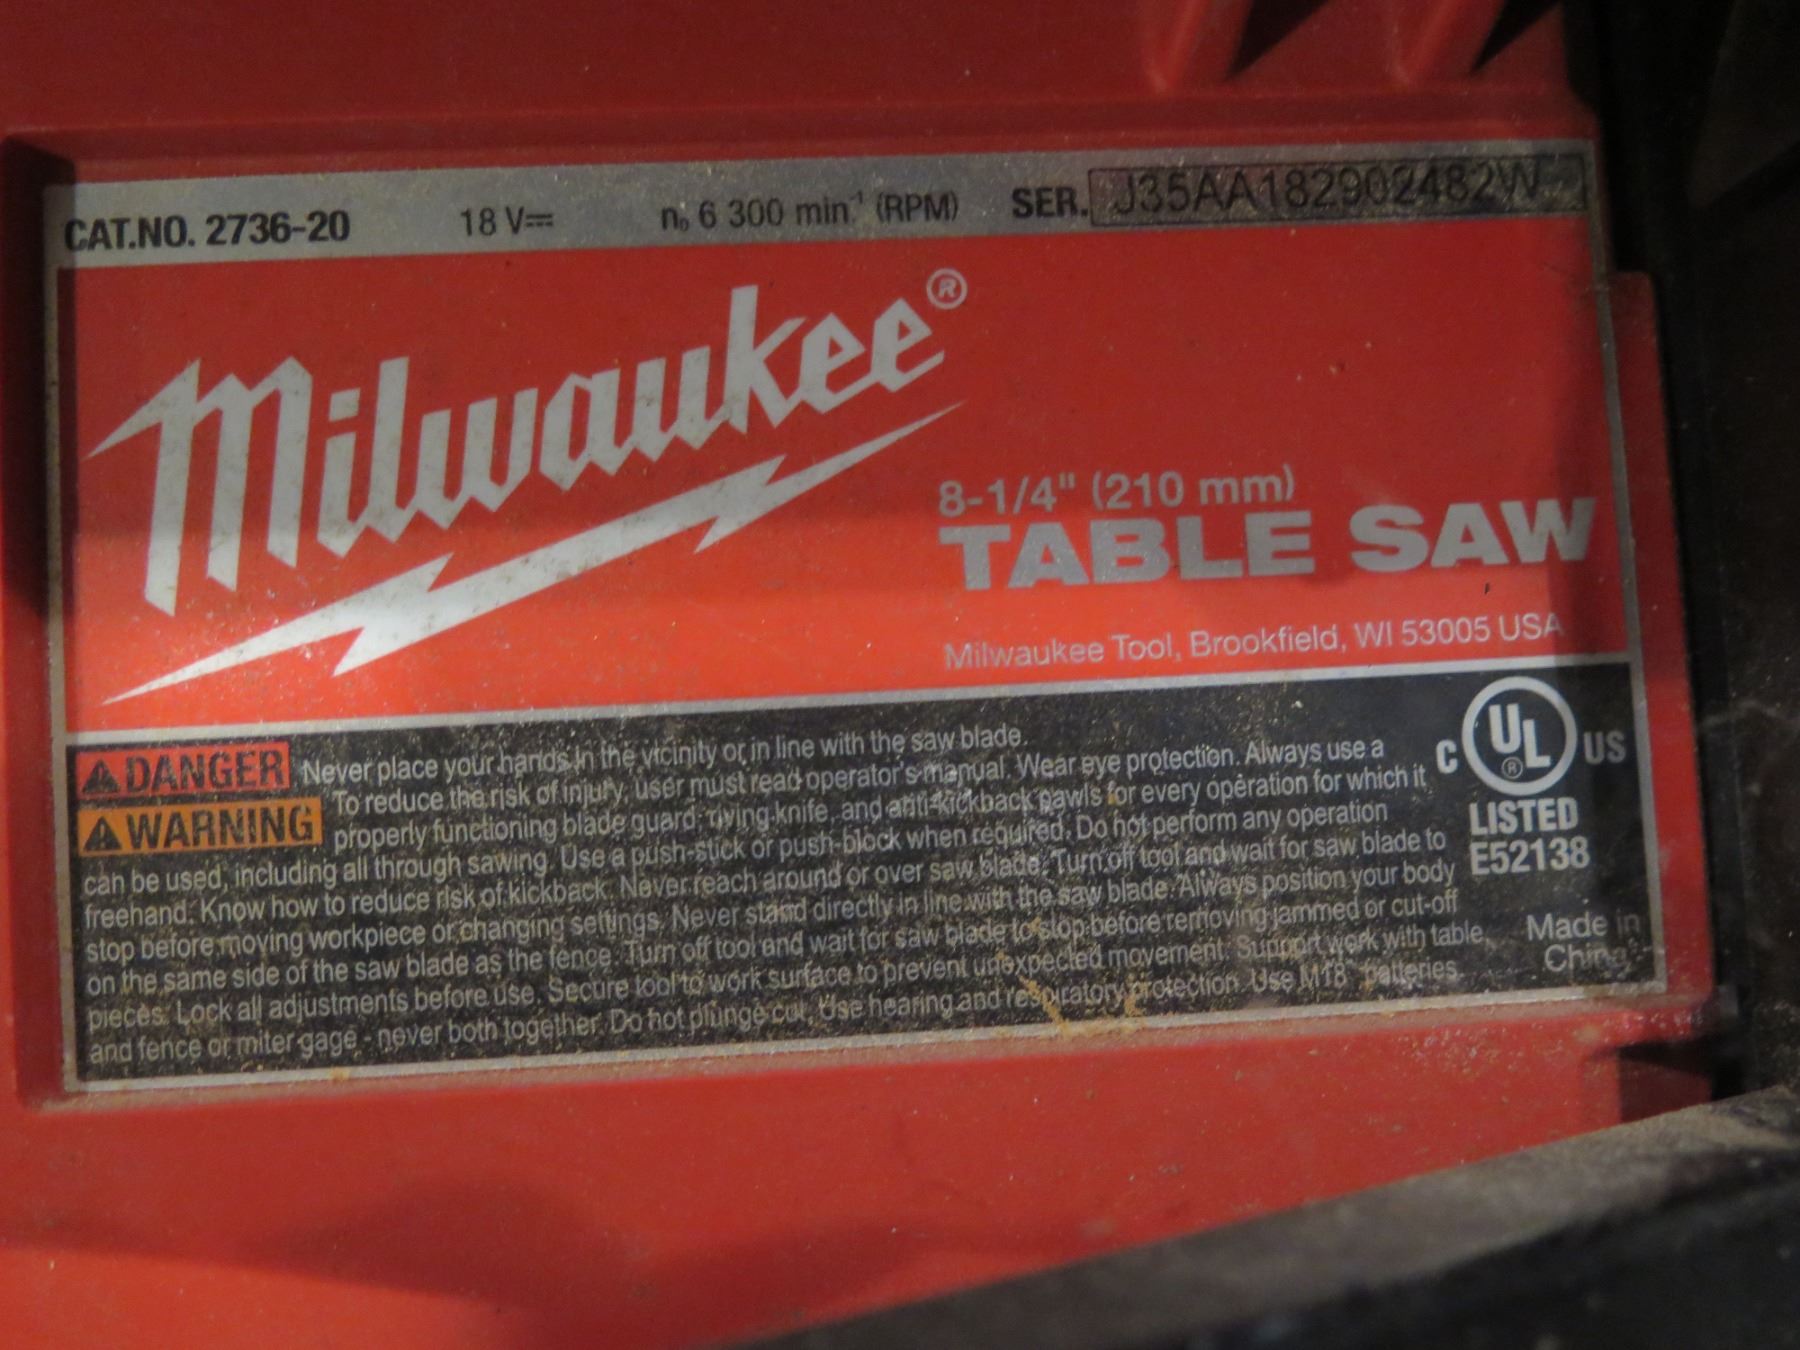 CAT.NO. 2736-20 18 V⎓ n₀ 6 300 min⁻¹ (RPM) SER. J35AA182902482W
Milwaukee®
8-1/4" (210 mm)
TABLE SAW
Milwaukee Tool, Brookfield, WI 53005 USA
⚠DANGER Never place your hands in the vicinity or in line with the saw blade.
⚠WARNING To reduce the risk of injury, user must read operator's manual. Wear eye protection. Always use a
properly functioning blade guard, riving knife, and anti-kickback pawls for every operation for which it
can be used, including all through sawing. Use a push-stick or push-block when required. Do not perform any operation
freehand. Know how to reduce risk of kickback. Never reach around or over saw blade. Turn off tool and wait for saw blade to
stop before moving workpiece or changing settings. Never stand directly in line with the saw blade. Always position your body
on the same side of the saw blade as the fence. Turn off tool and wait for saw blade to stop before removing jammed or cut-off
pieces. Lock all adjustments before use. Secure tool to work surface to prevent unexpected movement. Support work with table
and fence or miter gage - never both together. Do not plunge cut. Use hearing and respiratory protection. Use M18™ batteries.
C UL® US
LISTED
E52138
Made in
China